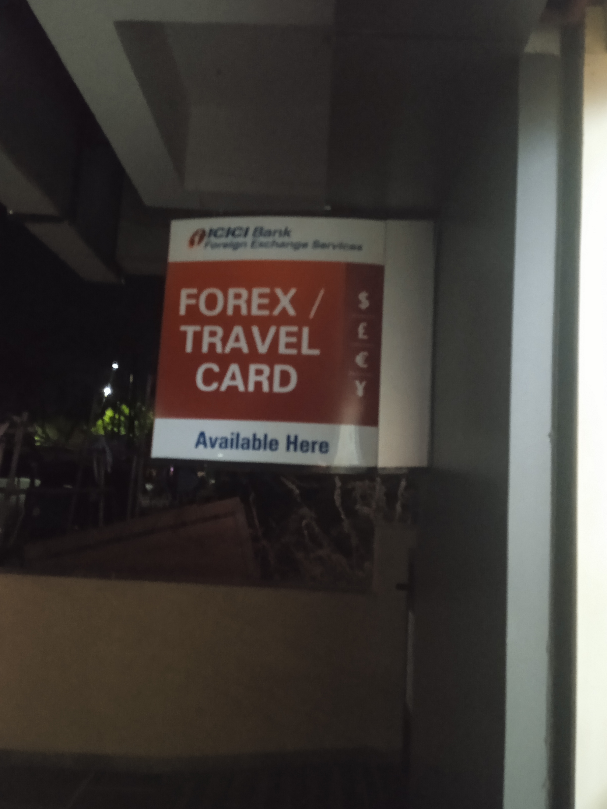 ICICI Bank
Foreign Exchange Services
FOREX /
TRAVEL
CARD
$
£
€
¥
Available Here